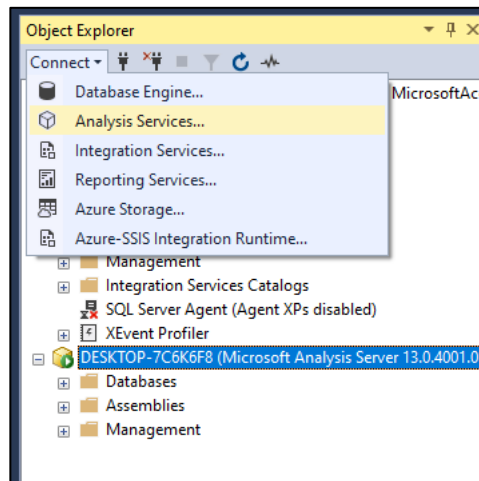 Object Explorer
Connect
Database Engine...
MicrosoftAc
Analysis Services...
Integration Services...
Reporting Services...
Azure Storage...
Azure-SSIS Integration Runtime...
Management
Integration Services Catalogs
SQL Server Agent (Agent XPs disabled)
XEvent Profiler
DESKTOP-7C6K6F8 (Microsoft Analysis Server 13.0.4001.0
Databases
Assemblies
Management